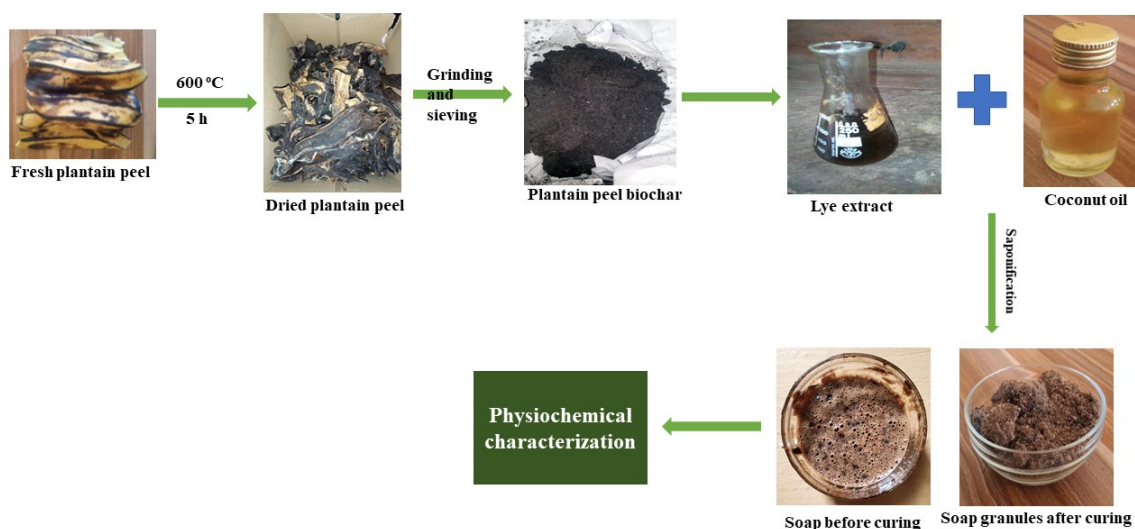 600 ⁰C
5 h
Grinding
and
sieving
Fresh plantain peel
Dried plantain peel
Plantain peel biochar
Lye extract
Coconut oil
Saponification
Physiochemical
characterization
Soap before curing
Soap granules after curing